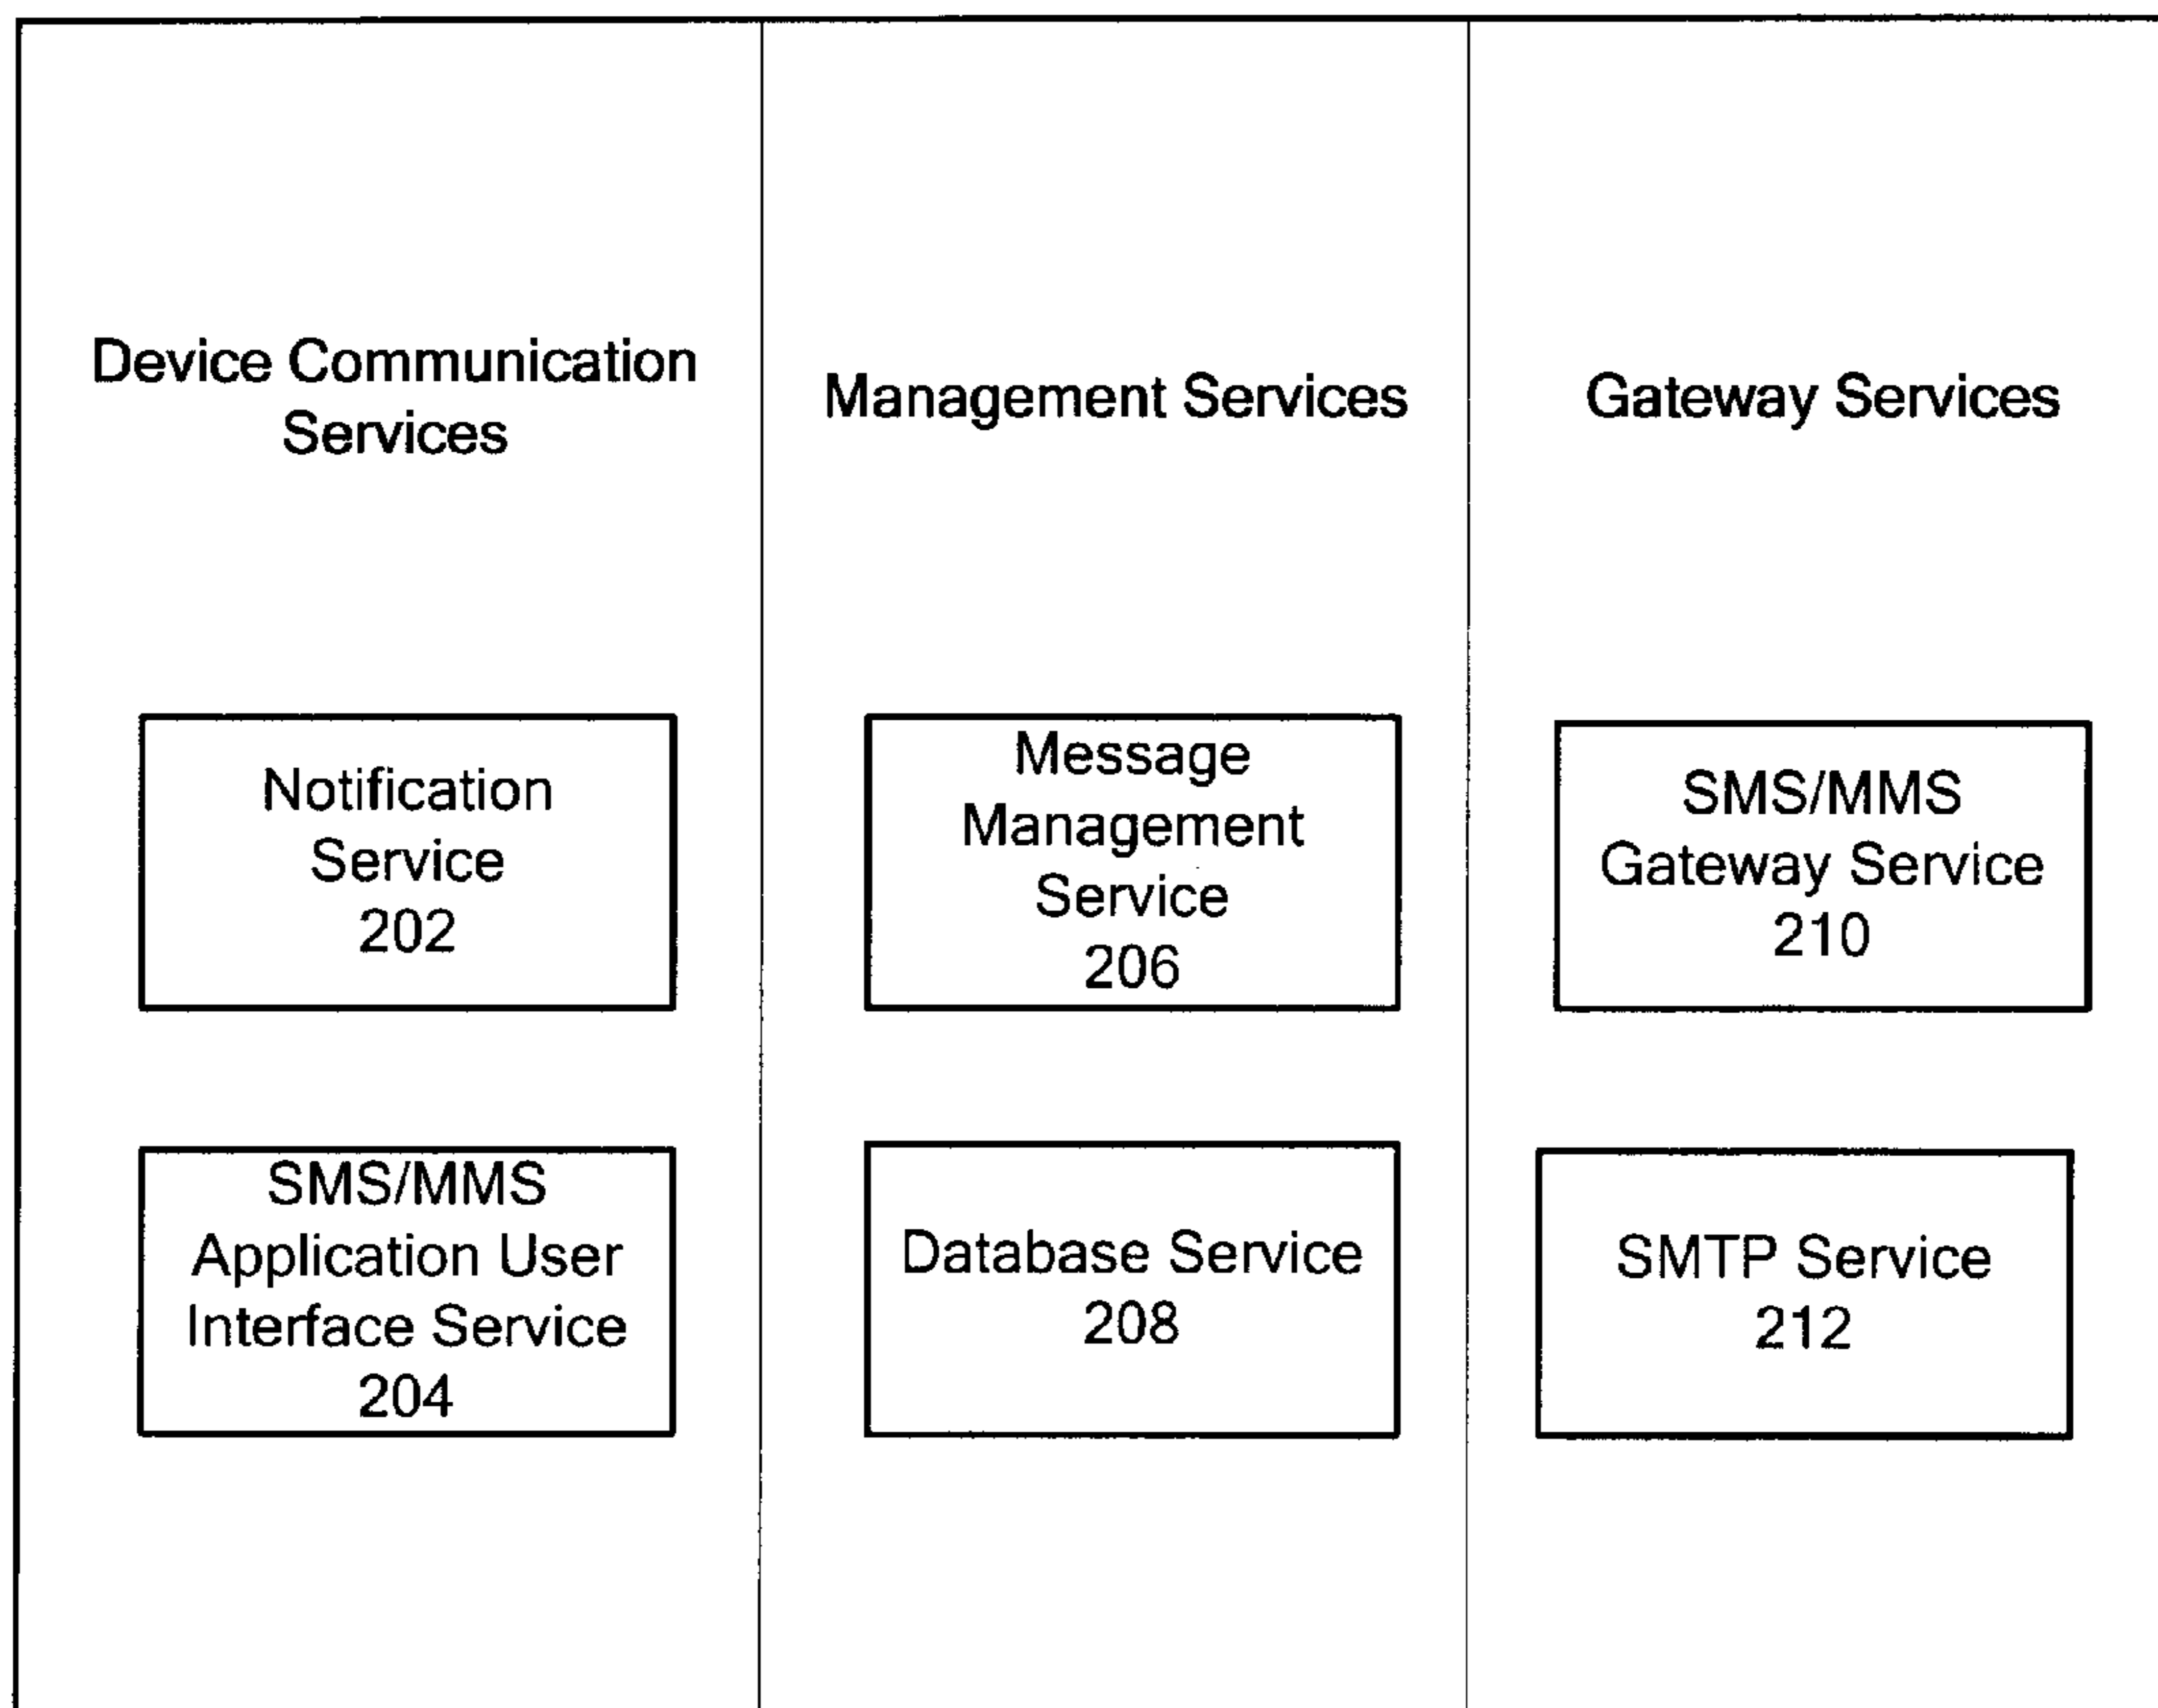 Device Communication
Services
Management Services
Gateway Services
Notification
Service
202
Message
Management
Service
206
SMS/MMS
Gateway Service
210
SMS/MMS
Application User
Interface Service
204
Database Service
208
SMTP Service
212